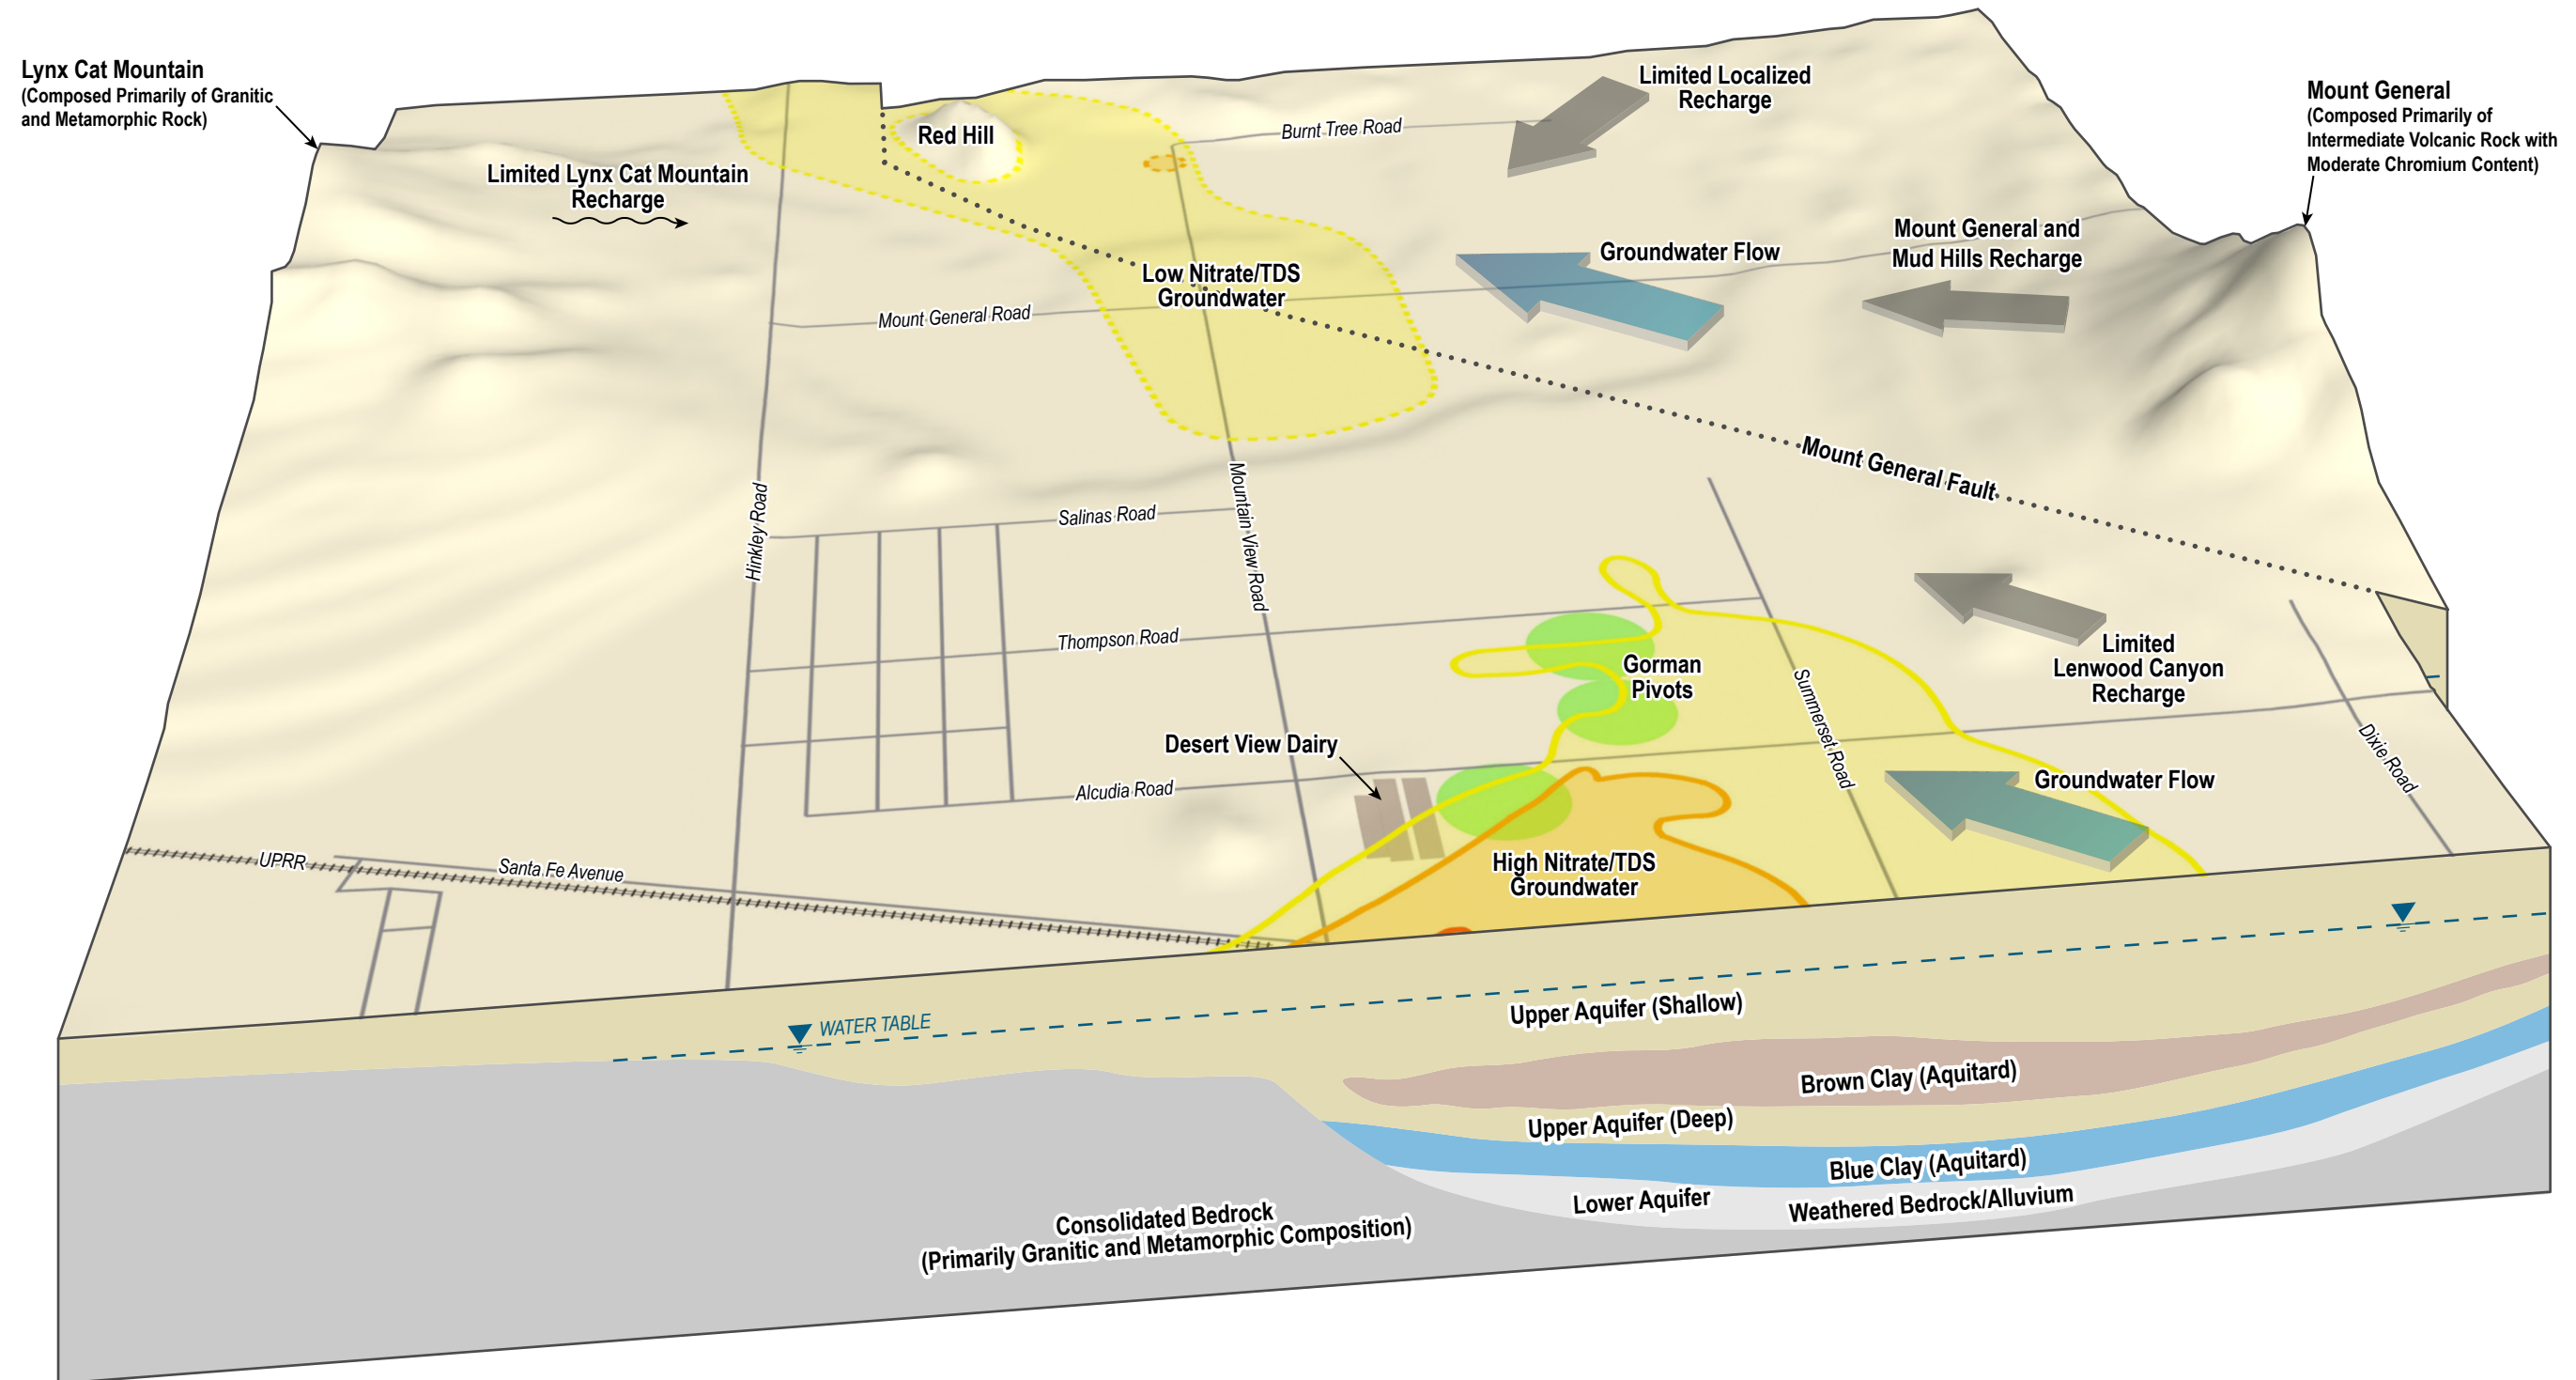 Lynx Cat Mountain
(Composed Primarily of Granitic
and Metamorphic Rock)
Limited Localized
Recharge
Mount General
(Composed Primarily of
Intermediate Volcanic Rock with
Moderate Chromium Content)
Red Hill
Burnt Tree Road
Limited Lynx Cat Mountain
Recharge
Groundwater Flow
Mount General and
Mud Hills Recharge
Low Nitrate/TDS
Groundwater
Mount General Road
Mount General Fault
Hinkley Road
Salinas Road
Mountain View Road
Thompson Road
Gorman
Pivots
Summerset Road
Limited
Lenwood Canyon
Recharge
Dixie Road
Desert View Dairy
Alcudia Road
Groundwater Flow
UPRR
Santa Fe Avenue
High Nitrate/TDS
Groundwater
WATER TABLE
Upper Aquifer (Shallow)
Brown Clay (Aquitard)
Upper Aquifer (Deep)
Blue Clay (Aquitard)
Lower Aquifer
Weathered Bedrock/Alluvium
Consolidated Bedrock
(Primarily Granitic and Metamorphic Composition)